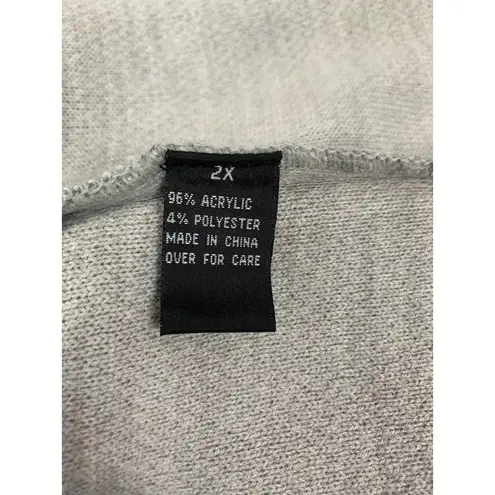 2X
96% ACRYLIC
4% POLYESTER
MADE IN CHINA
OVER FOR CARE